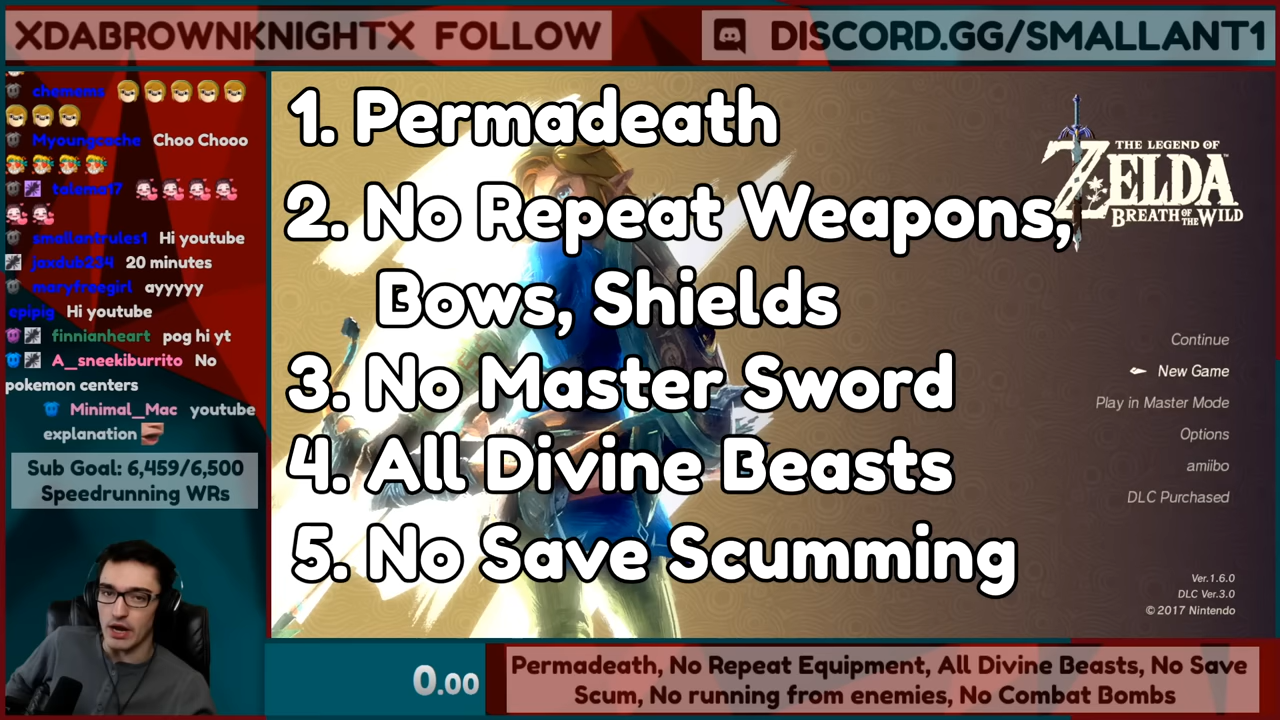 XDABROWNKNIGHTX FOLLOW
DISCORD.GG/SMALLANT1
chemems
Myoungcache Choo Chooo
talema17
smallantrules1 Hi youtube
jaxdub234 20 minutes
maryfreegirl ayyyyy
epipig Hi youtube
finnianheart pog hi yt
A_sneekiburrito No
pokemon centers
Minimal_Mac youtube
explanation
Sub Goal: 6,459/6,500
Speedrunning WRs
1. Permadeath
2. No Repeat Weapons,
Bows, Shields
3. No Master Sword
4. All Divine Beasts
5. No Save Scumming
THE LEGEND OF
ZELDA
BREATH OF THE WILD
Continue
New Game
Play in Master Mode
Options
amiibo
DLC Purchased
Ver.1.6.0
DLC Ver.3.0
© 2017 Nintendo
0.00
Permadeath, No Repeat Equipment, All Divine Beasts, No Save
Scum, No running from enemies, No Combat Bombs